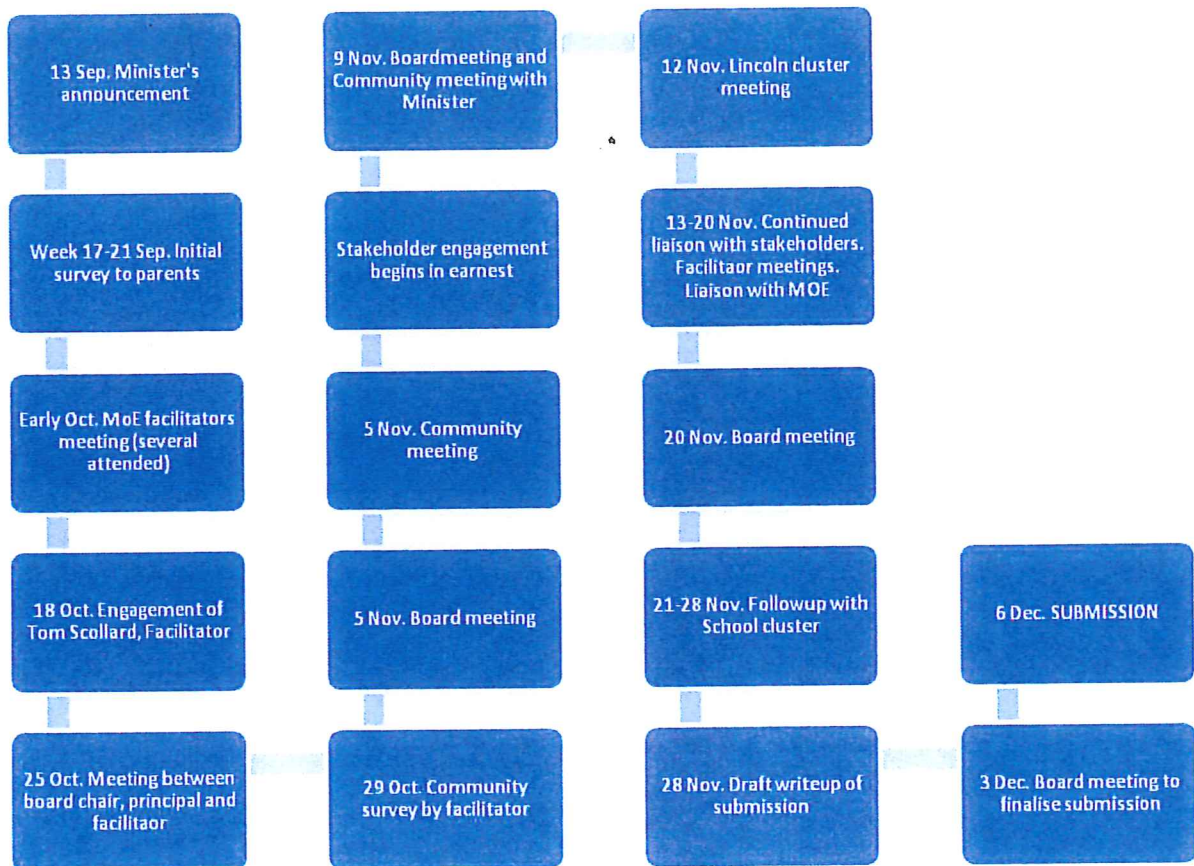 13 Sep. Minister's
announcement
Week 17-21 Sep. Initial
survey to parents
Early Oct. MoE facilitators
meeting (several
attended)
18 Oct. Engagement of
Tom Scollard, Facilitator
25 Oct. Meeting between
board chair, principal and
facilitaor
29 Oct. Community
survey by facilitator
5 Nov. Board meeting
5 Nov. Community
meeting
Stakeholder engagement
begins in earnest
9 Nov. Boardmeeting and
Community meeting with
Minister
12 Nov. Lincoln cluster
meeting
13-20 Nov. Continued
liaison with stakeholders.
Facilitaor meetings.
Liaison with MOE
20 Nov. Board meeting
21-28 Nov. Followup with
School cluster
28 Nov. Draft writeup of
submission
3 Dec. Board meeting to
finalise submission
6 Dec. SUBMISSION